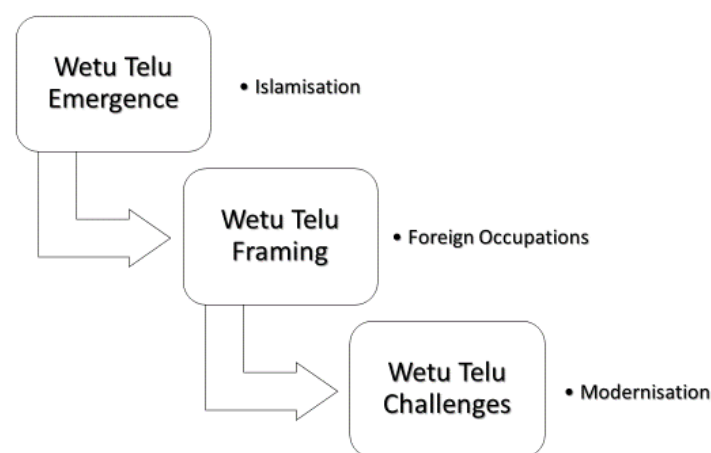 Wetu Telu
Emergence
• Islamisation
Wetu Telu
Framing
• Foreign Occupations
Wetu Telu
Challenges
• Modernisation